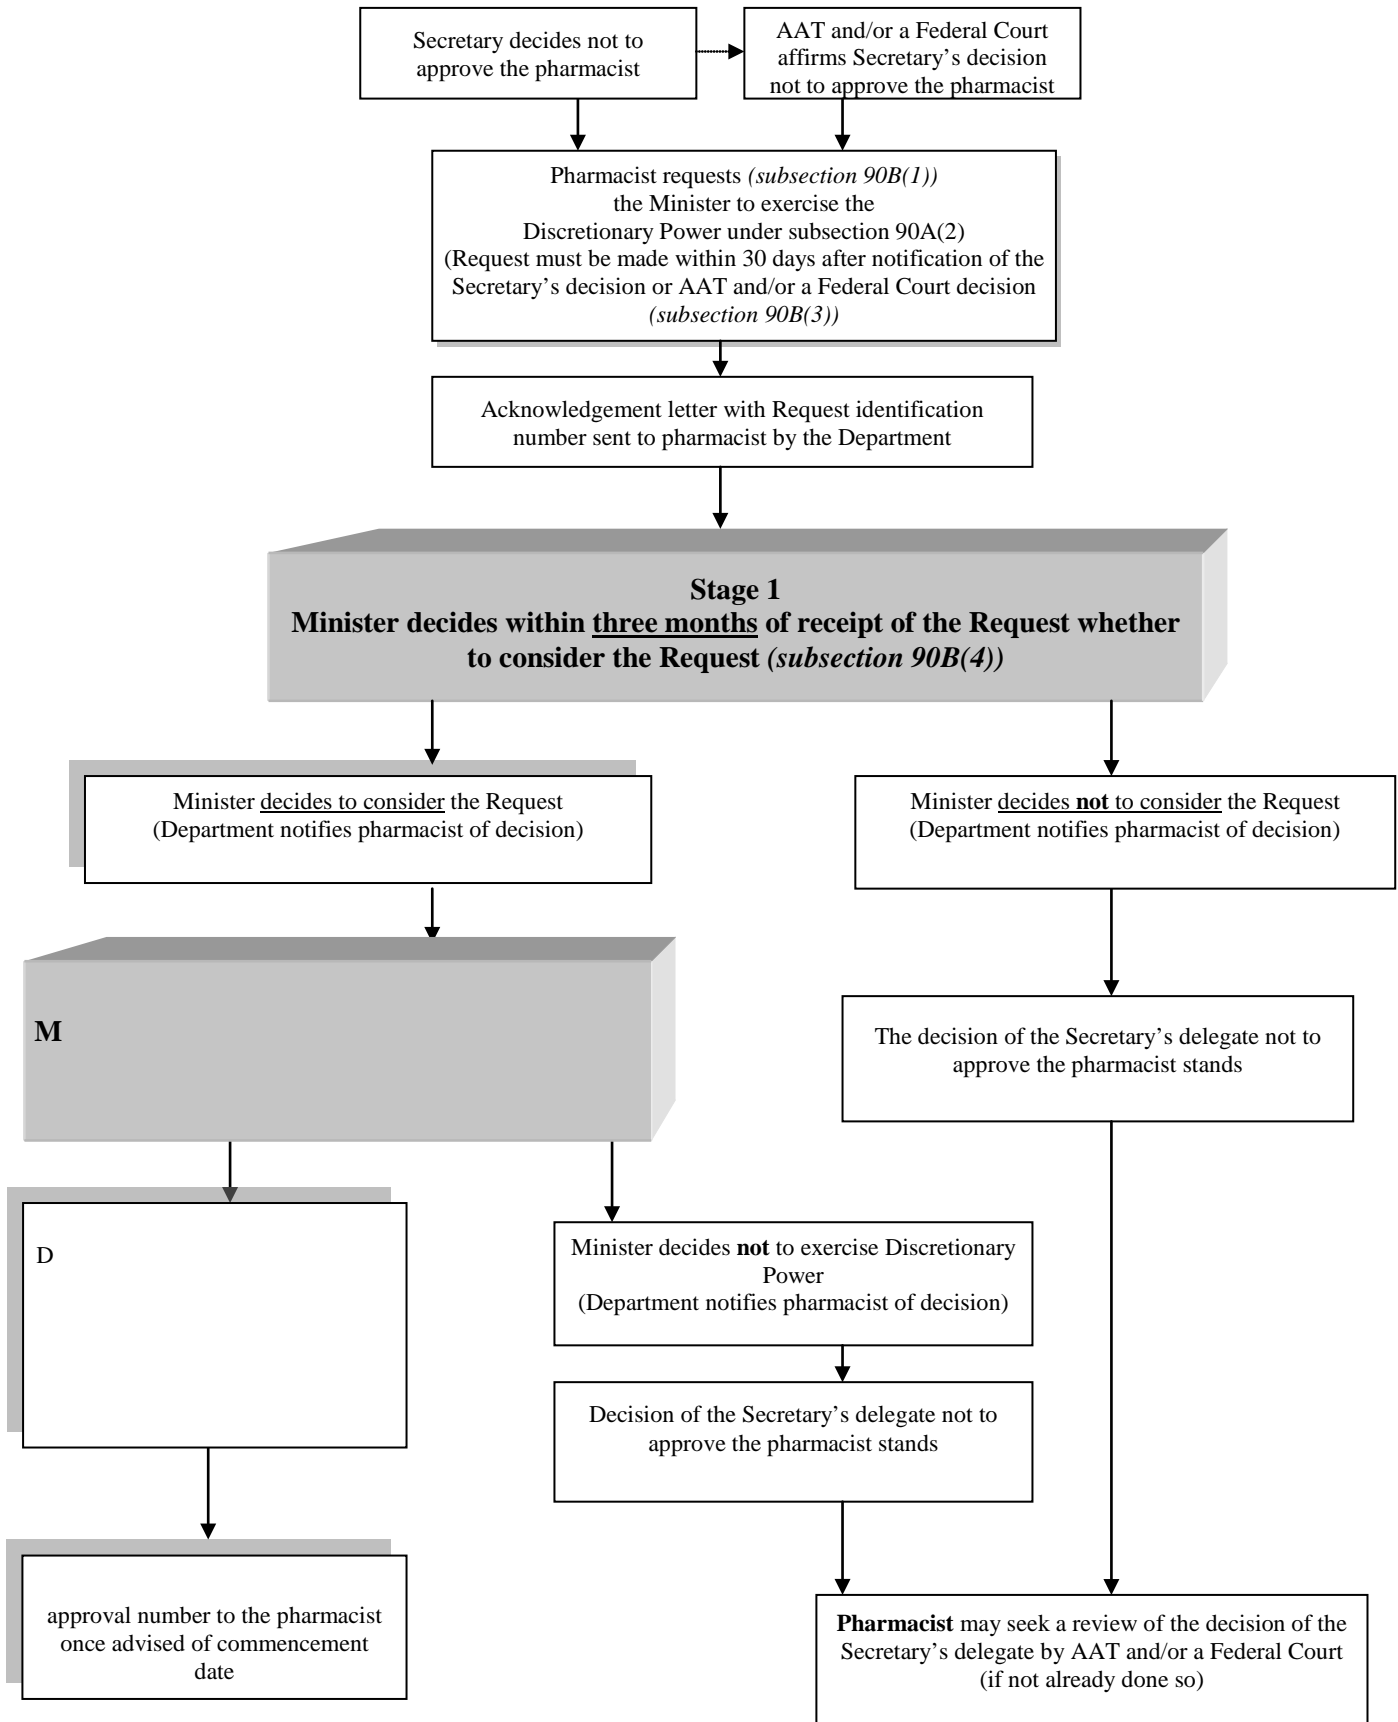 Secretary decides not to
approve the pharmacist
AAT and/or a Federal Court
affirms Secretary’s decision
not to approve the pharmacist
Pharmacist requests (subsection 90B(1))
the Minister to exercise the
Discretionary Power under subsection 90A(2)
(Request must be made within 30 days after notification of the
Secretary’s decision or AAT and/or a Federal Court decision
(subsection 90B(3))
Acknowledgement letter with Request identification
number sent to pharmacist by the Department
Stage 1
Minister decides within three months of receipt of the Request whether
to consider the Request (subsection 90B(4))
Minister decides to consider the Request
(Department notifies pharmacist of decision)
Minister decides not to consider the Request
(Department notifies pharmacist of decision)
M
The decision of the Secretary’s delegate not to
approve the pharmacist stands
D
Minister decides not to exercise Discretionary
Power
(Department notifies pharmacist of decision)
Decision of the Secretary’s delegate not to
approve the pharmacist stands
approval number to the pharmacist
once advised of commencement
date
Pharmacist may seek a review of the decision of the
Secretary’s delegate by AAT and/or a Federal Court
(if not already done so)